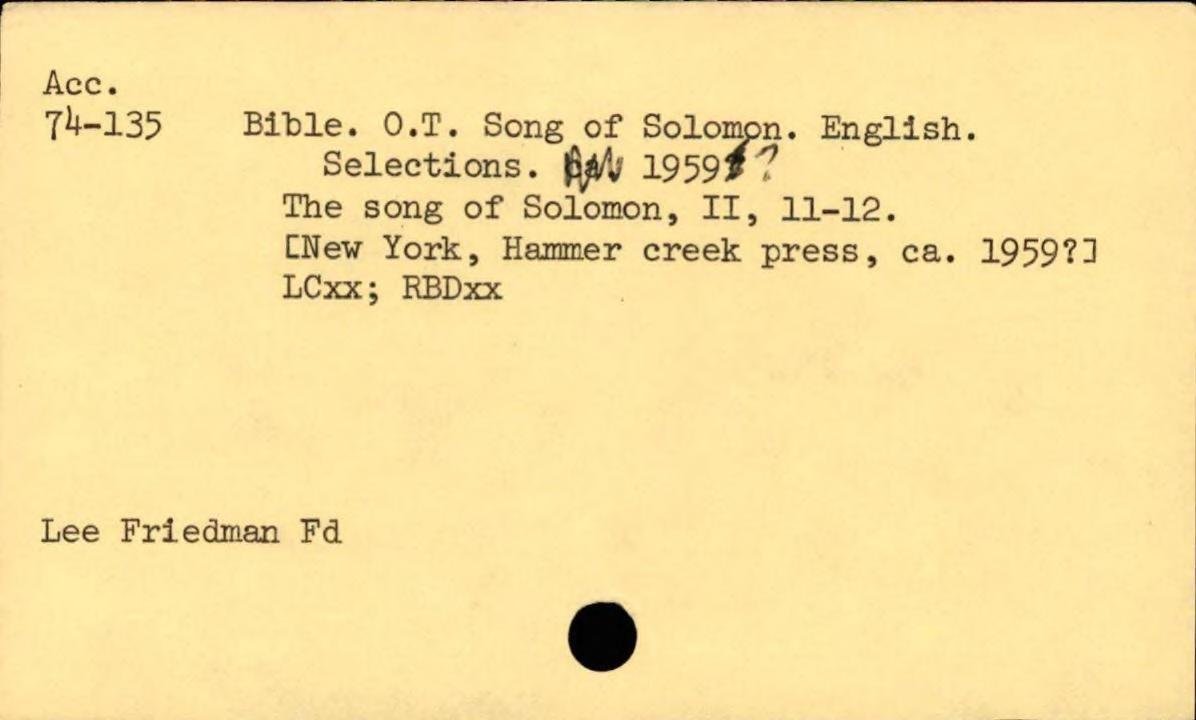 Acc.
74-135 Bible. O.T. Song of Solomon. English.
Selections. 1959?
The song of Solomon, II, 11-12.
[New York, Hammer creek press, ca. 1959?]
LCxx; RBDxx
Lee Friedman Fd